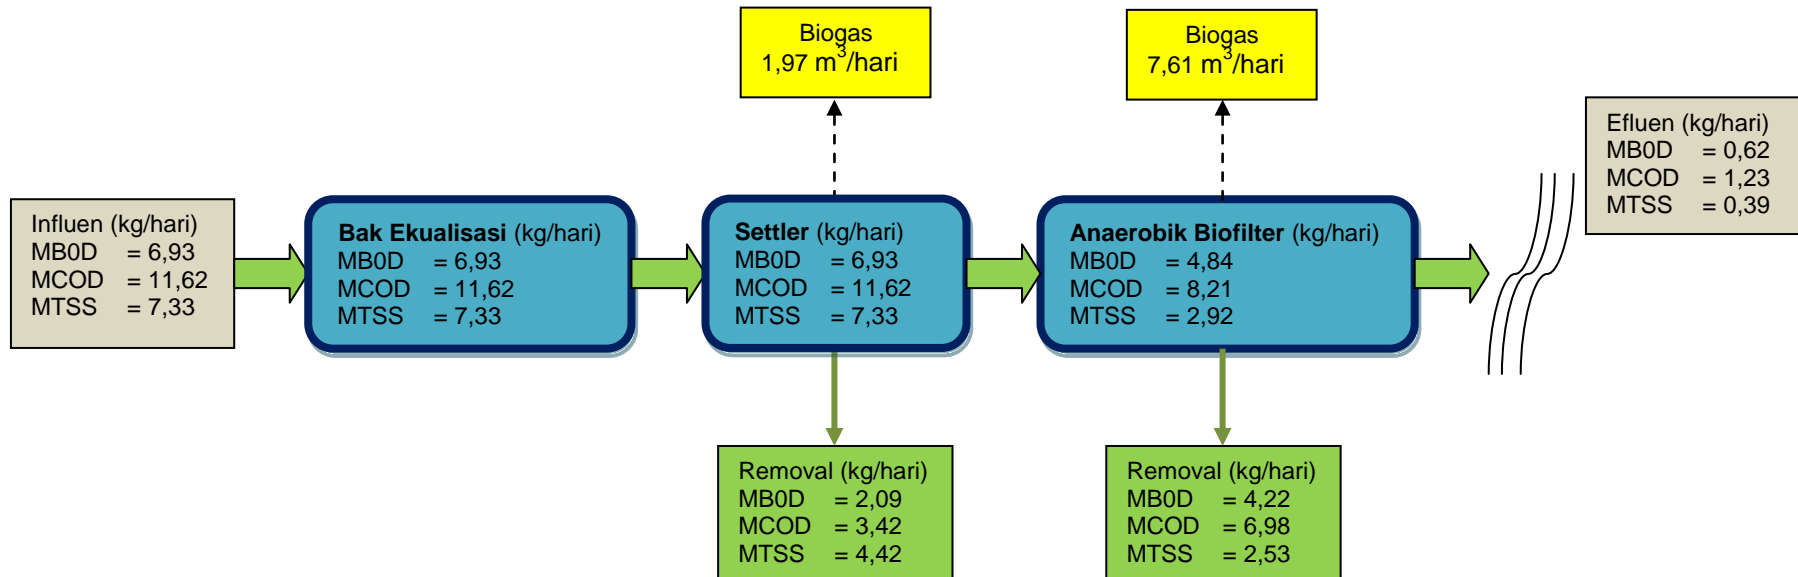 Biogas
1,97 m³/hari
Biogas
7,61 m³/hari
Influen (kg/hari)
MB0D = 6,93
MCOD = 11,62
MTSS = 7,33
Bak Ekualisasi (kg/hari)
MB0D = 6,93
MCOD = 11,62
MTSS = 7,33
Settler (kg/hari)
MB0D = 6,93
MCOD = 11,62
MTSS = 7,33
Anaerobik Biofilter (kg/hari)
MB0D = 4,84
MCOD = 8,21
MTSS = 2,92
Efluen (kg/hari)
MB0D = 0,62
MCOD = 1,23
MTSS = 0,39
Removal (kg/hari)
MB0D = 2,09
MCOD = 3,42
MTSS = 4,42
Removal (kg/hari)
MB0D = 4,22
MCOD = 6,98
MTSS = 2,53